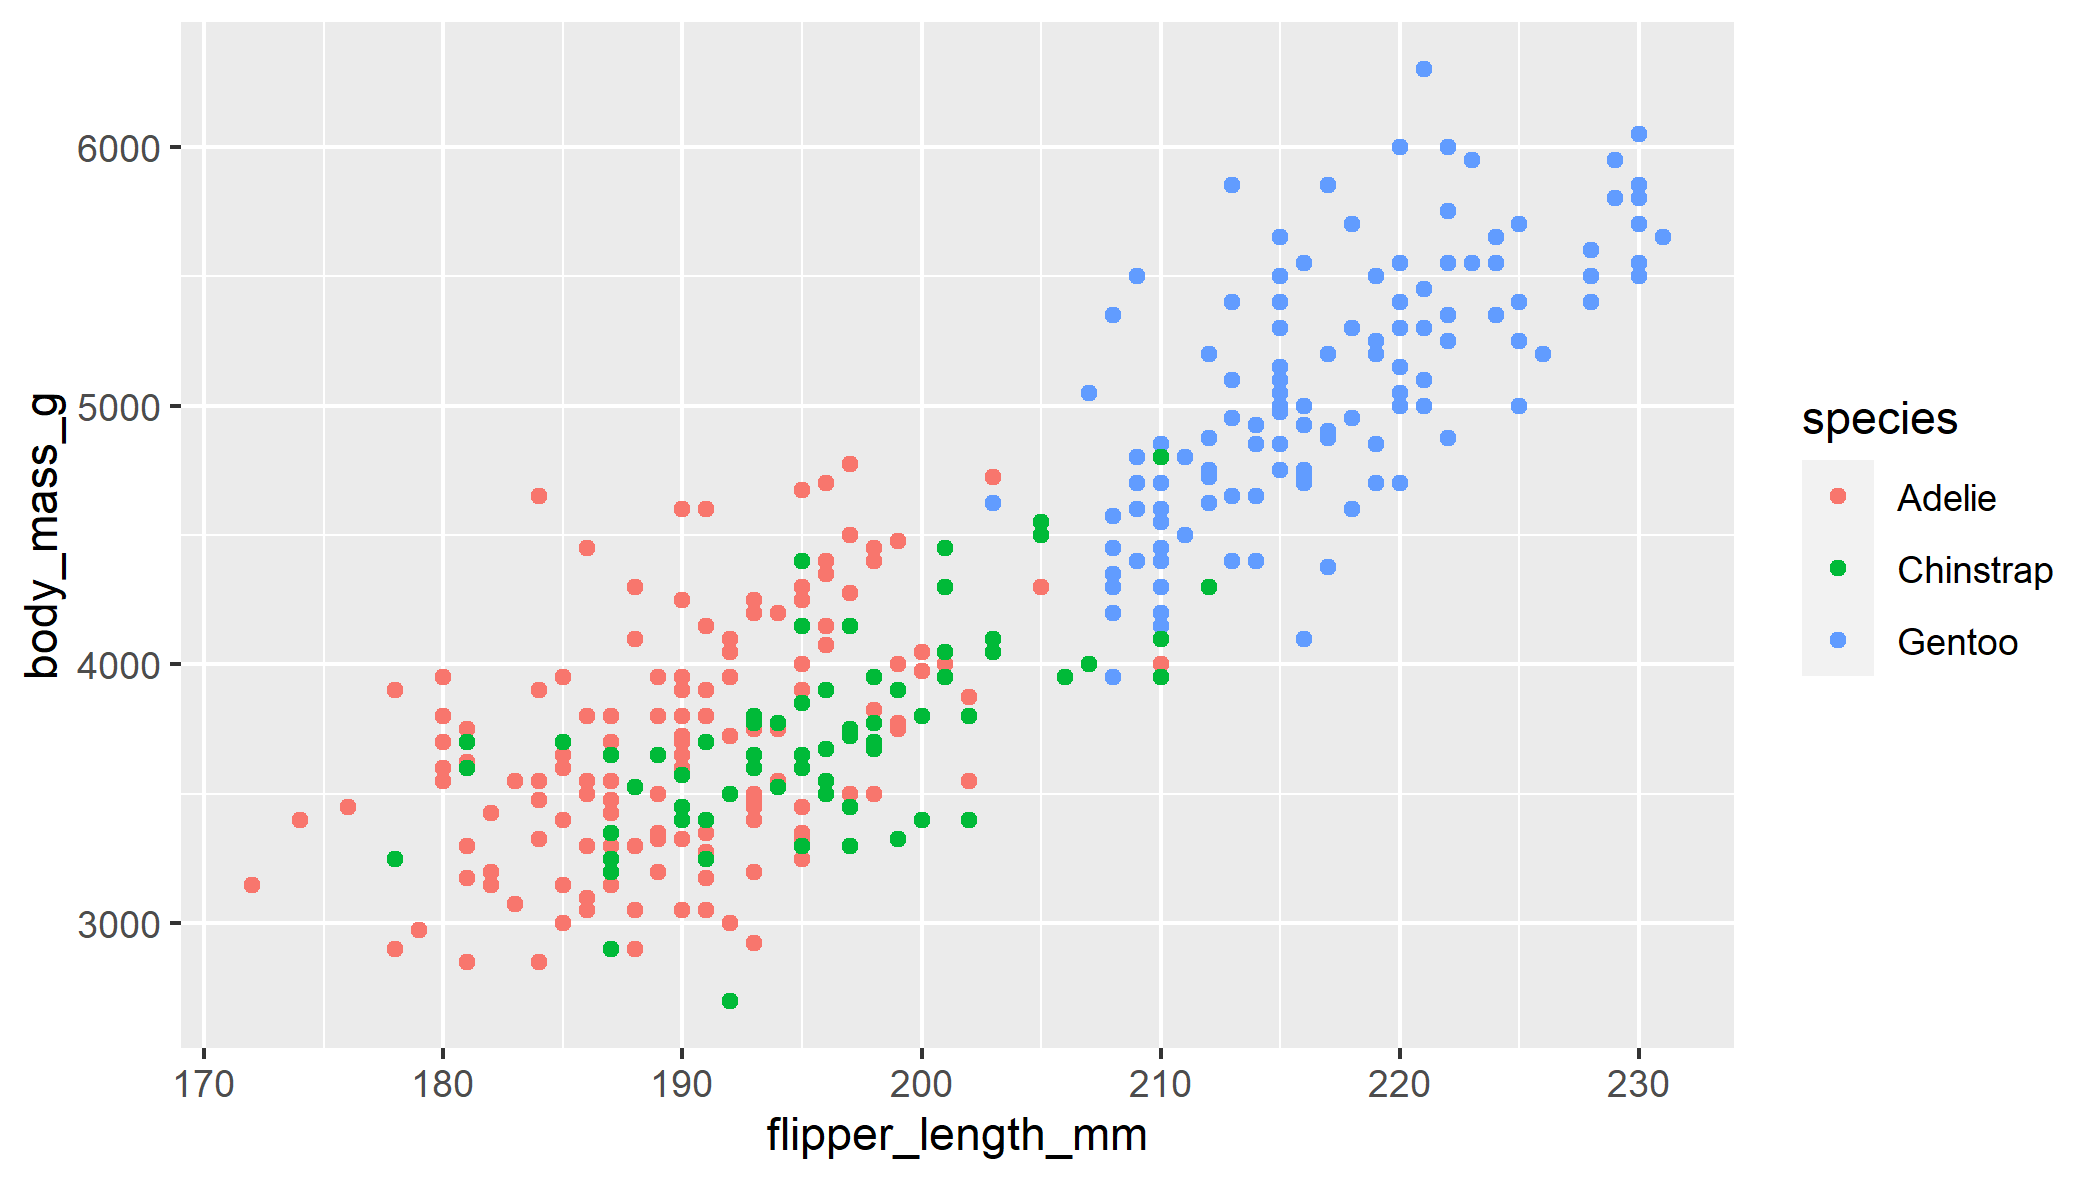 6000
5000
4000
3000
body_mass_g
170 180 190 200 210 220 230
flipper_length_mm
species
Adelie
Chinstrap
Gentoo